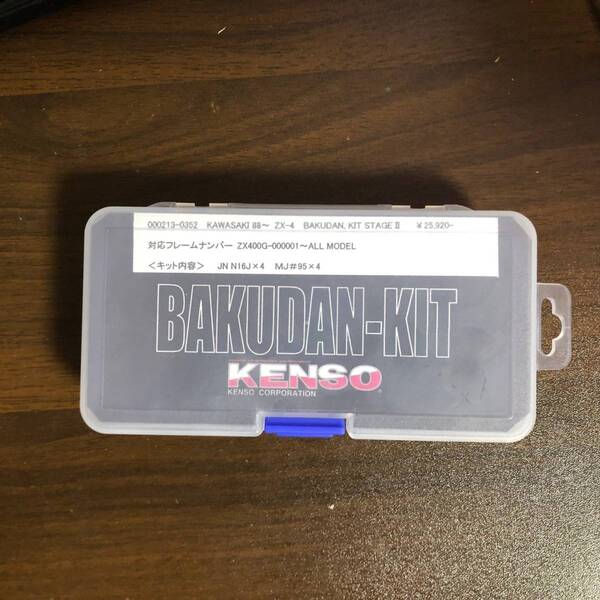 000213-0352 KAWASAKI 88～ ZX-4 BAKUDAN. KIT STAGEⅡ ￥25,920-
対応フレームナンバー ZX400G-000001～ALL MODEL
＜キット内容＞ JN N16J×4 MJ#95×4
BAKUDAN-KIT
KENSO
KENSO CORPORATION